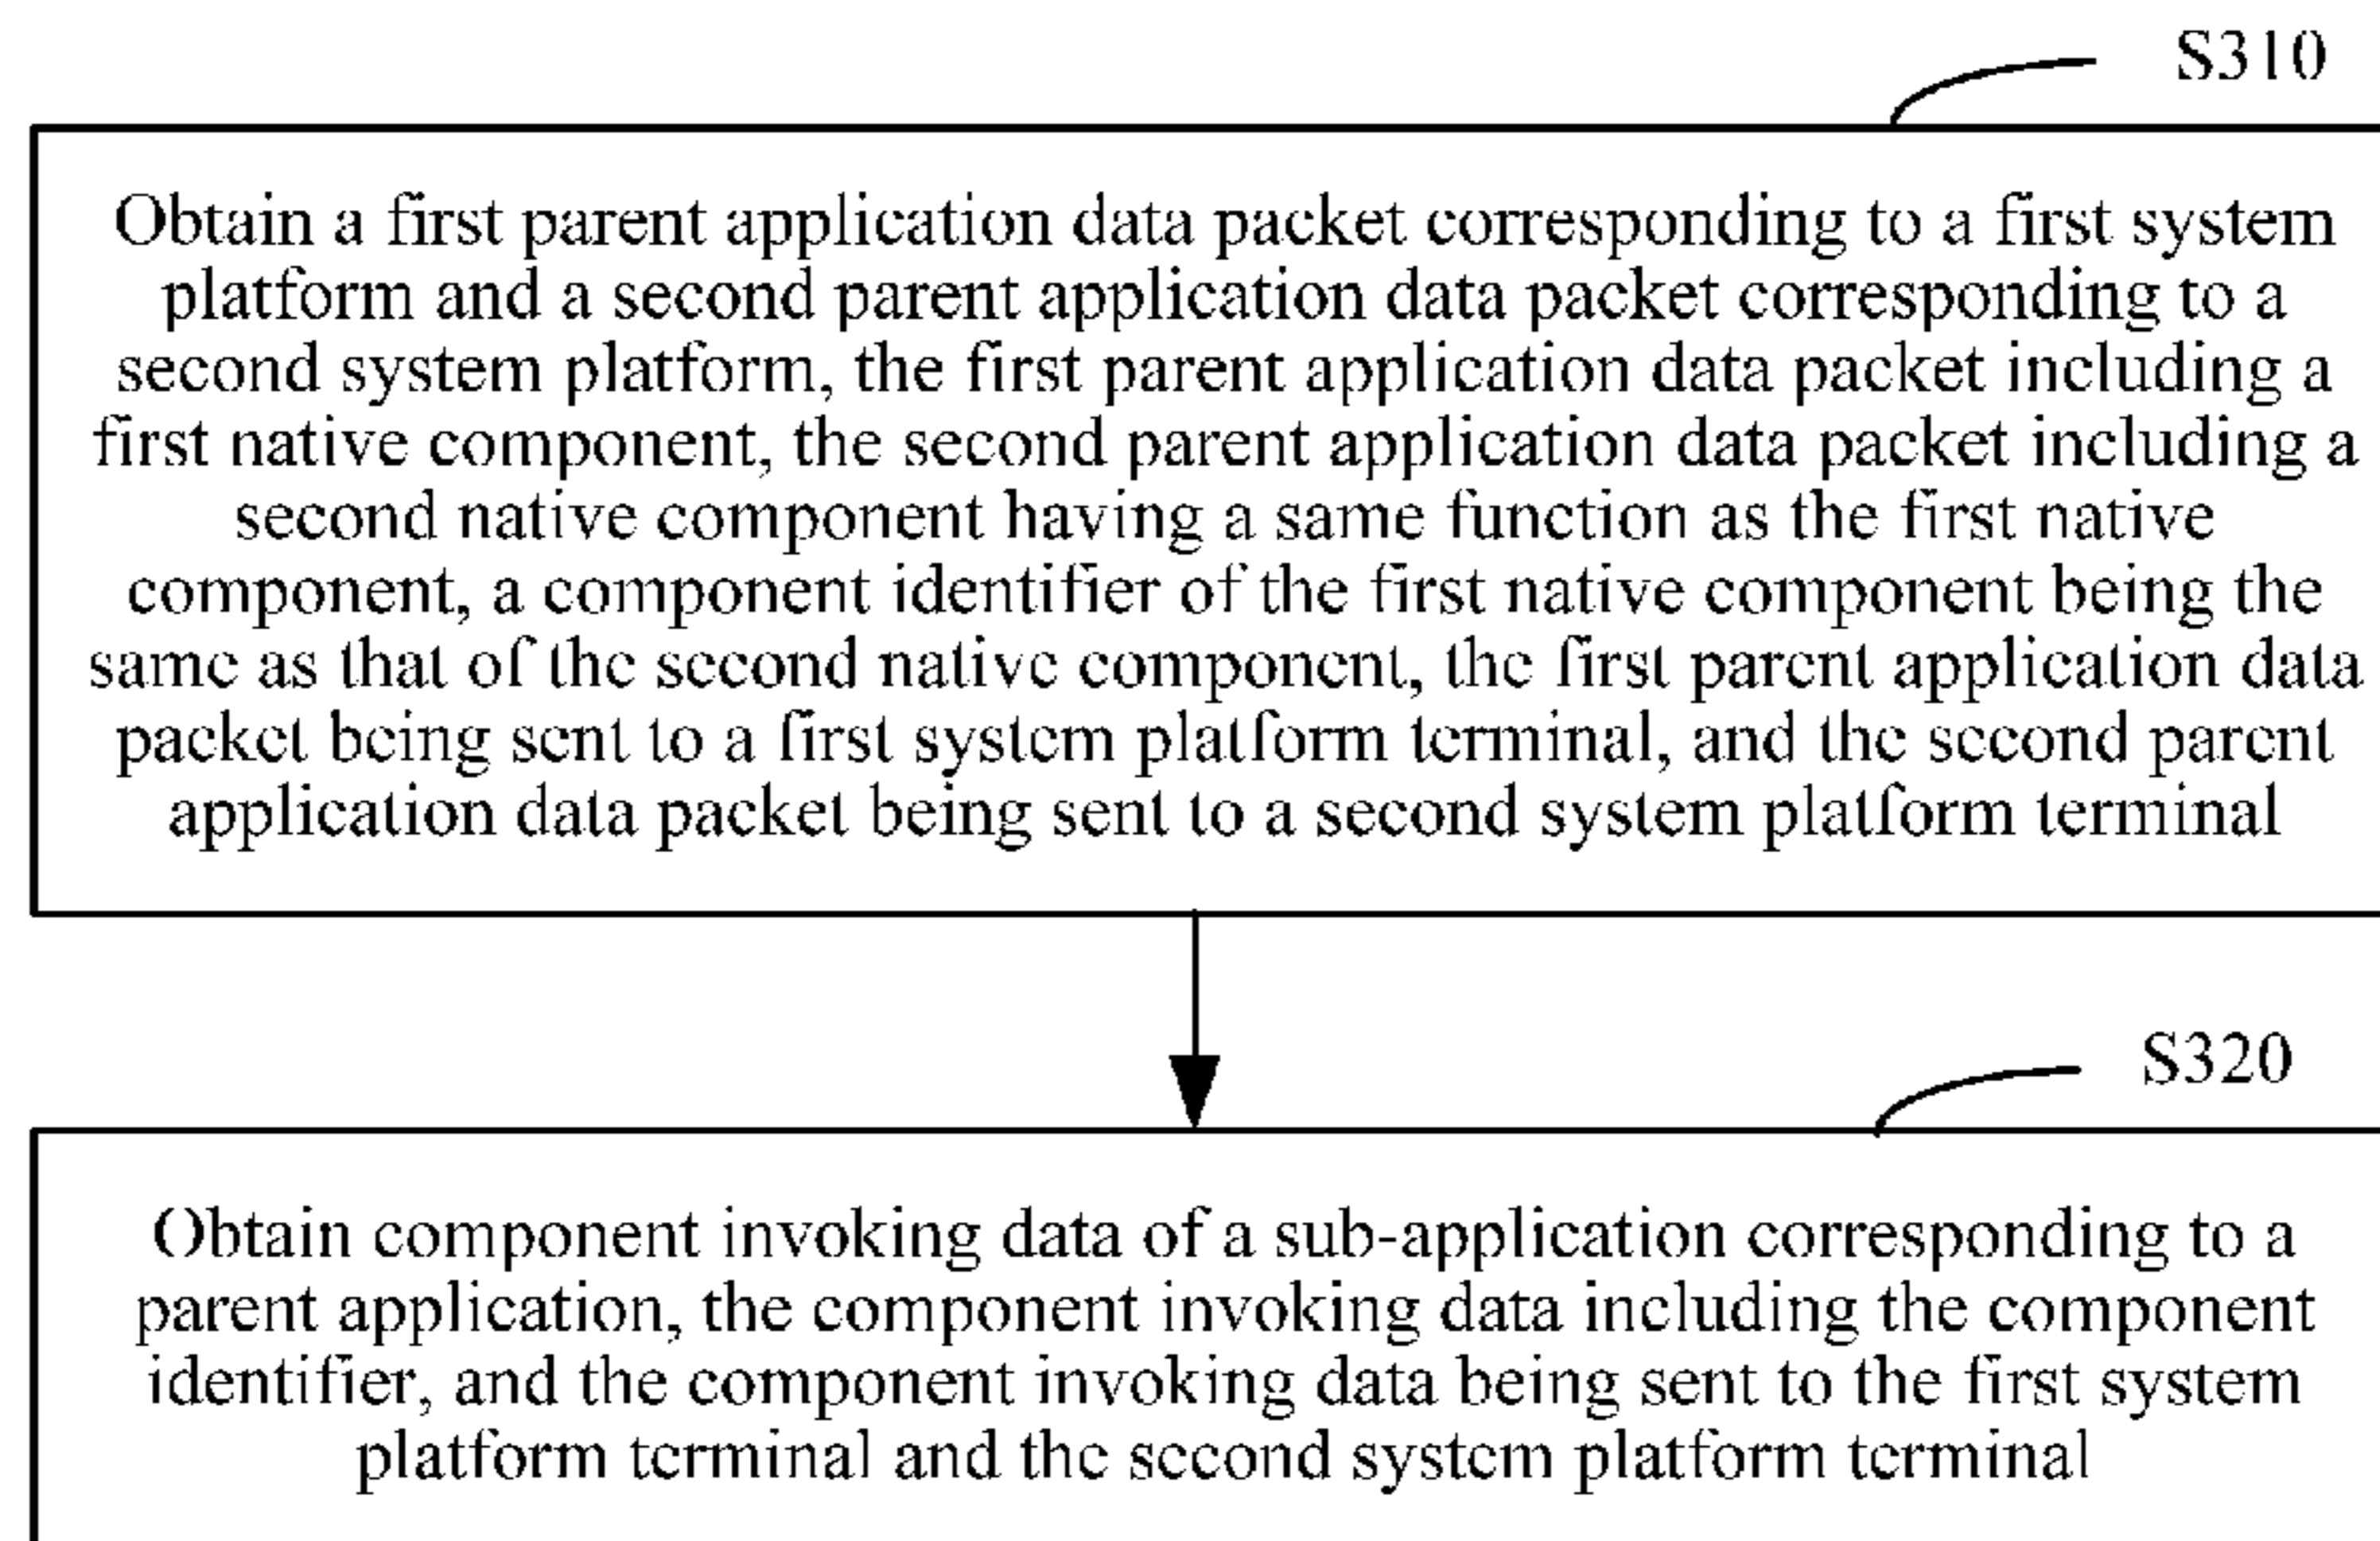 S310
Obtain a first parent application data packet corresponding to a first system
platform and a second parent application data packet corresponding to a
second system platform, the first parent application data packet including a
first native component, the second parent application data packet including a
second native component having a same function as the first native
component, a component identifier of the first native component being the
same as that of the second native component, the first parent application data
packet being sent to a first system platform terminal, and the second parent
application data packet being sent to a second system platform terminal
S320
Obtain component invoking data of a sub-application corresponding to a
parent application, the component invoking data including the component
identifier, and the component invoking data being sent to the first system
platform terminal and the second system platform terminal